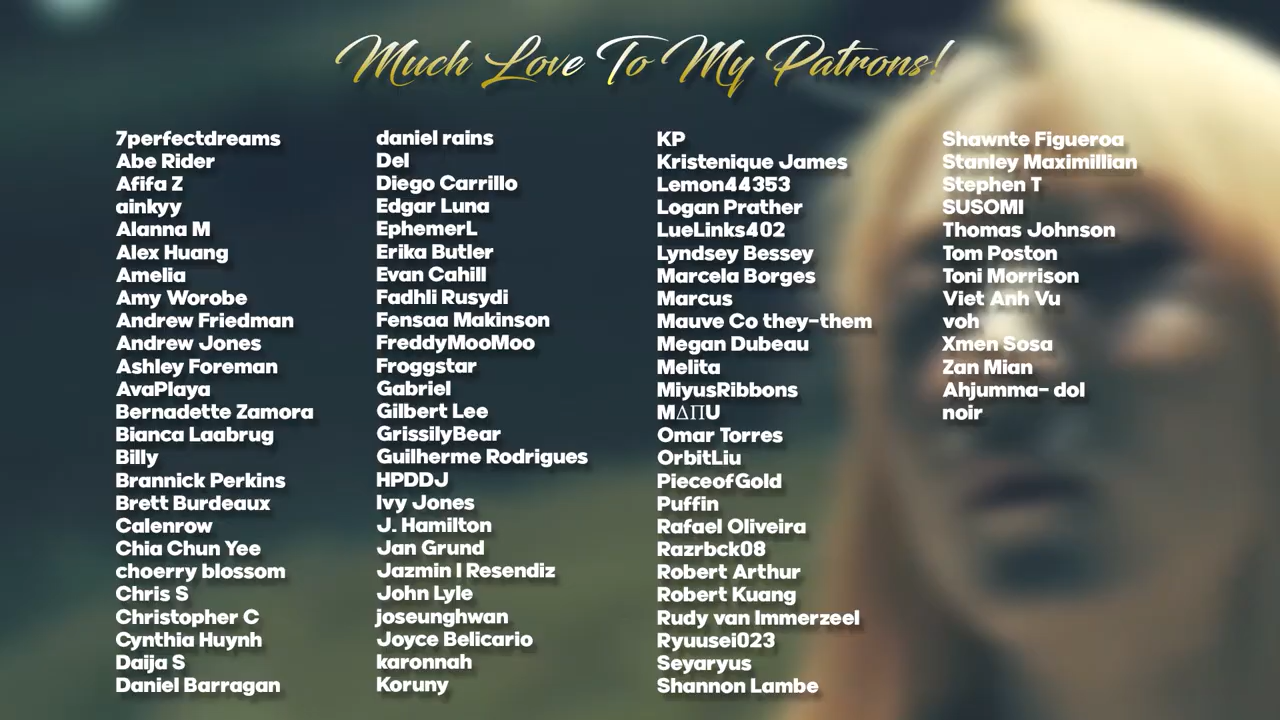 Much Love To My Patrons!
7perfectdreams
Abe Rider
Afifa Z
ainkyy
Alanna M
Alex Huang
Amelia
Amy Worobe
Andrew Friedman
Andrew Jones
Ashley Foreman
AvaPlaya
Bernadette Zamora
Bianca Laabrug
Billy
Brannick Perkins
Brett Burdeaux
Calenrow
Chia Chun Yee
choerry blossom
Chris S
Christopher C
Cynthia Huynh
Daija S
Daniel Barragan
daniel rains
Del
Diego Carrillo
Edgar Luna
EphemerL
Erika Butler
Evan Cahill
Fadhli Rusydi
Fensaa Makinson
FreddyMooMoo
Froggstar
Gabriel
Gilbert Lee
GrissilyBear
Guilherme Rodrigues
HPDDJ
Ivy Jones
J. Hamilton
Jan Grund
Jazmin I Resendiz
John Lyle
joseunghwan
Joyce Belicario
karonnah
Koruny
KP
Kristenique James
Lemon44353
Logan Prather
LueLinks402
Lyndsey Bessey
Marcela Borges
Marcus
Mauve Co they-them
Megan Dubeau
Melita
MiyusRibbons
MΔΠU
Omar Torres
OrbitLiu
PieceofGold
Puffin
Rafael Oliveira
Razrbck08
Robert Arthur
Robert Kuang
Rudy van Immerzeel
Ryuusei023
Seyaryus
Shannon Lambe
Shawnte Figueroa
Stanley Maximillian
Stephen T
SUSOMI
Thomas Johnson
Tom Poston
Toni Morrison
Viet Anh Vu
voh
Xmen Sosa
Zan Mian
Ahjumma- dol
noir